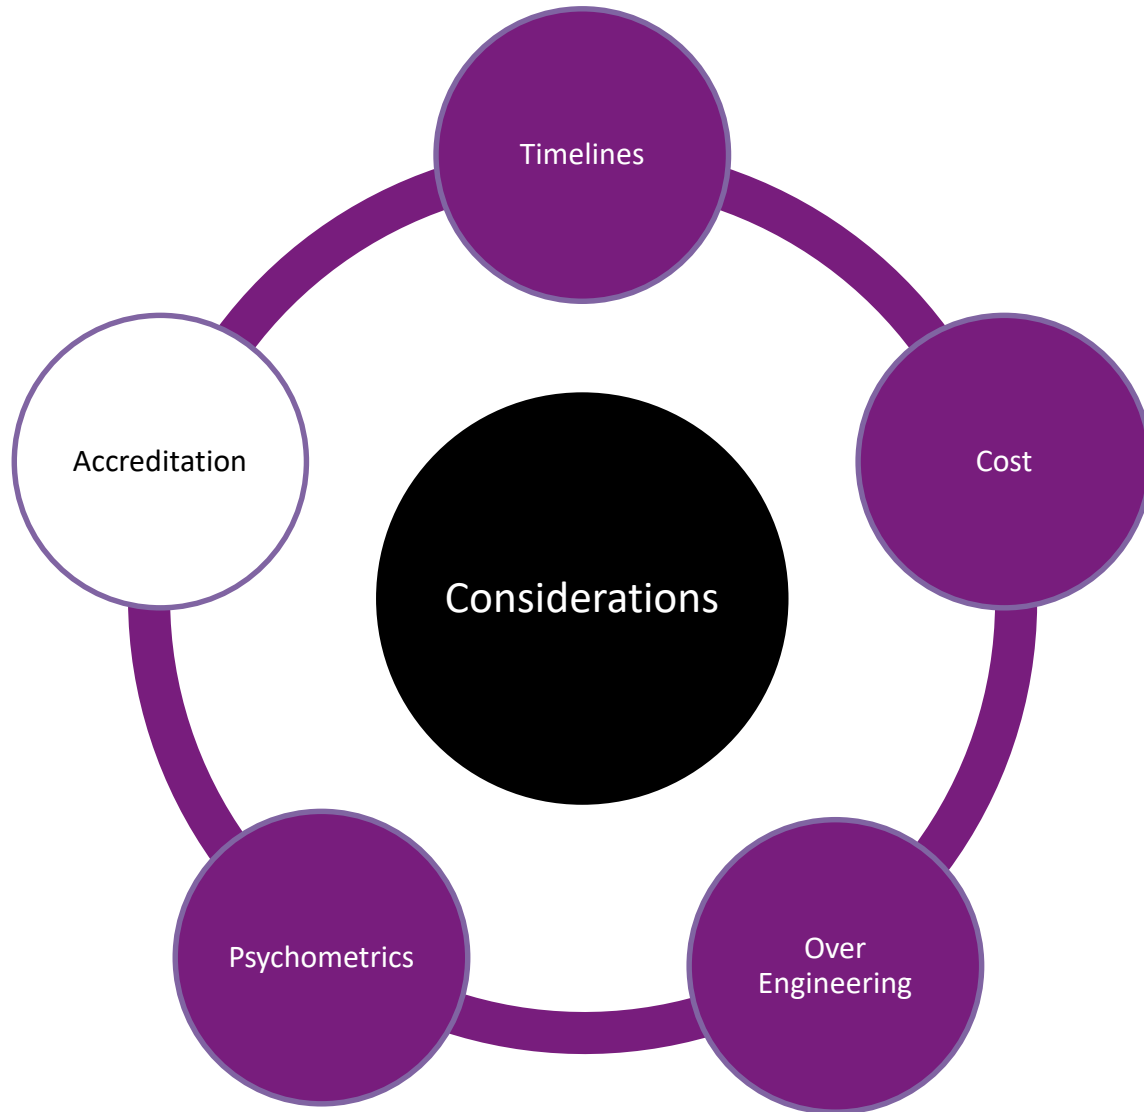 Timelines
Cost
Over
Engineering
Psychometrics
Accreditation
Considerations